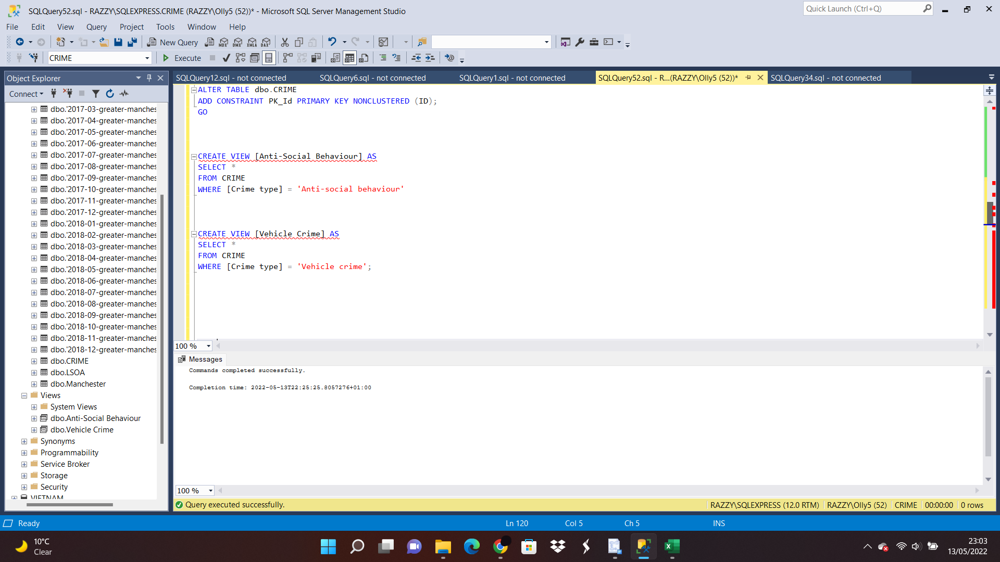 SQLQuery52.sql - RAZZY\SQLEXPRESS.CRIME (RAZZY\Olly5 (52))* - Microsoft SQL Server Management Studio
Quick Launch (Ctrl+Q)
File Edit View Query Project Tools Window Help
New Query
MDX DMX XMLA DAX
CRIME
Execute
Object Explorer
SQLQuery12.sql - not connected
SQLQuery6.sql - not connected
SQLQuery1.sql - not connected
SQLQuery52.sql - R...(RAZZY\Olly5 (52))*
SQLQuery34.sql - not connected
Connect
dbo.'2017-03-greater-manches
dbo.'2017-04-greater-manches
dbo.'2017-05-greater-manches
dbo.'2017-06-greater-manches
dbo.'2017-07-greater-manches
dbo.'2017-08-greater-manches
dbo.'2017-09-greater-manches
dbo.'2017-10-greater-manches
dbo.'2017-11-greater-manches
dbo.'2017-12-greater-manches
dbo.'2018-01-greater-manches
dbo.'2018-02-greater-manches
dbo.'2018-03-greater-manches
dbo.'2018-04-greater-manches
dbo.'2018-05-greater-manches
dbo.'2018-06-greater-manches
dbo.'2018-07-greater-manches
dbo.'2018-08-greater-manches
dbo.'2018-09-greater-manches
dbo.'2018-10-greater-manches
dbo.'2018-11-greater-manches
dbo.'2018-12-greater-manches
dbo.CRIME
dbo.LSOA
dbo.Manchester
Views
System Views
dbo.Anti-Social Behaviour
dbo.Vehicle Crime
Synonyms
Programmability
Service Broker
Storage
Security
VIETNAM
ALTER TABLE dbo.CRIME
ADD CONSTRAINT PK_Id PRIMARY KEY NONCLUSTERED (ID);
GO
CREATE VIEW [Anti-Social Behaviour] AS
SELECT *
FROM CRIME
WHERE [Crime type] = 'Anti-social behaviour'
CREATE VIEW [Vehicle Crime] AS
SELECT *
FROM CRIME
WHERE [Crime type] = 'Vehicle crime';
100 %
Messages
Commands completed successfully.
Completion time: 2022-05-13T22:25:25.8057276+01:00
100 %
Query executed successfully.
RAZZY\SQLEXPRESS (12.0 RTM) RAZZY\Olly5 (52) CRIME 00:00:00 0 rows
Ready
Ln 120 Col 5 Ch 5 INS
10°C
Clear
23:03
13/05/2022